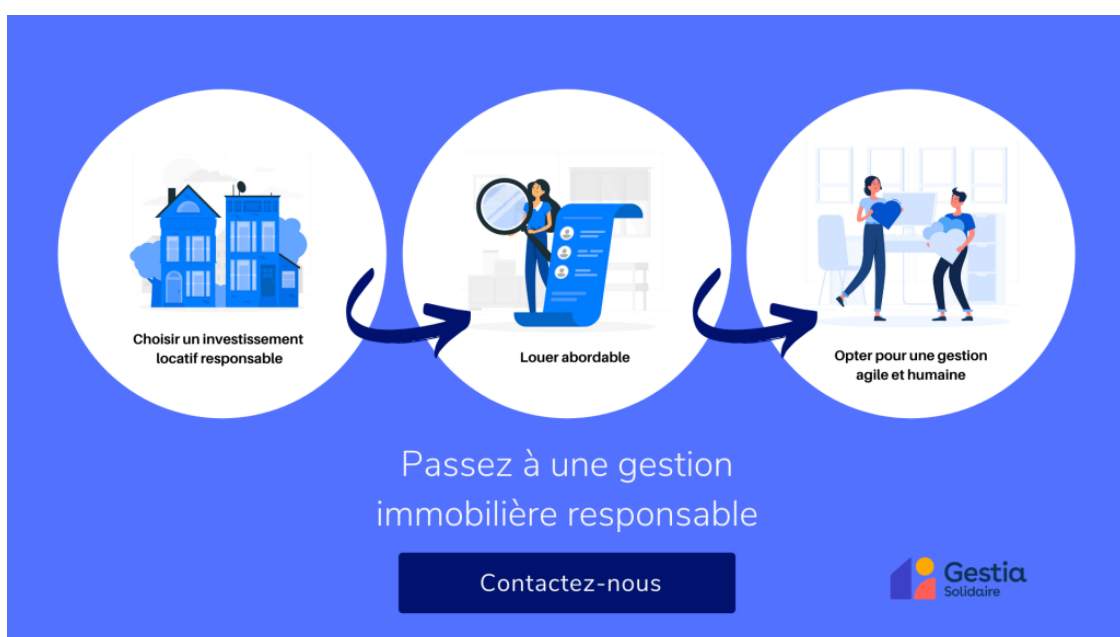 Choisir un investissement
locatif responsable
Louer abordable
Opter pour une gestion
agile et humaine
Passez à une gestion
immobilière responsable
Contactez-nous
Gestia
Solidaire